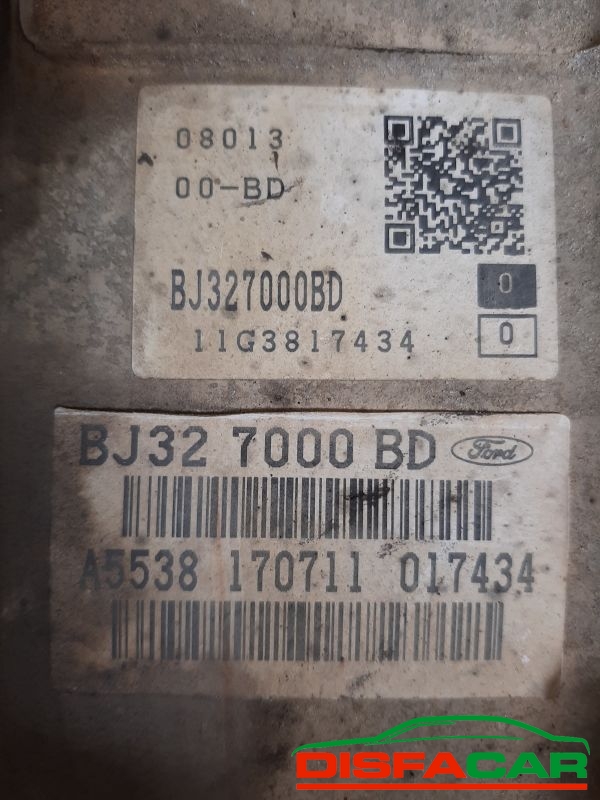 08013
00-BD
0
BJ327000BD
0
11G3817434
BJ32 7000 BD Ford
A5538 170711 017434
DISFACAR